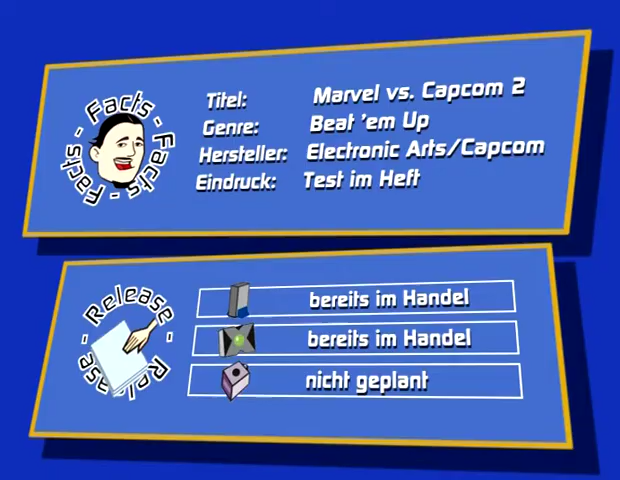 - Facts - Facts - Facts
Titel: Marvel vs. Capcom 2
Genre: Beat 'em Up
Hersteller: Electronic Arts/Capcom
Eindruck: Test im Heft
- Release - Release
bereits im Handel
bereits im Handel
nicht geplant